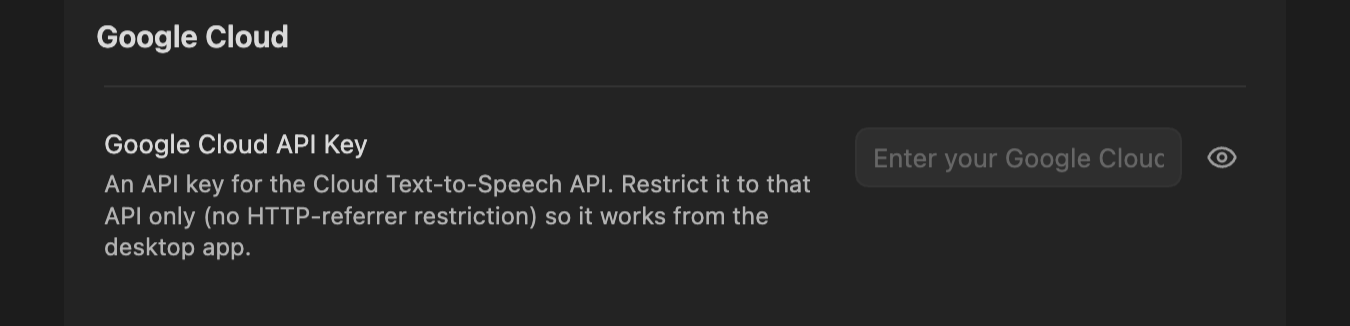 Google Cloud
Google Cloud API Key
An API key for the Cloud Text-to-Speech API. Restrict it to that
API only (no HTTP-referrer restriction) so it works from the
desktop app.
Enter your Google Clouc